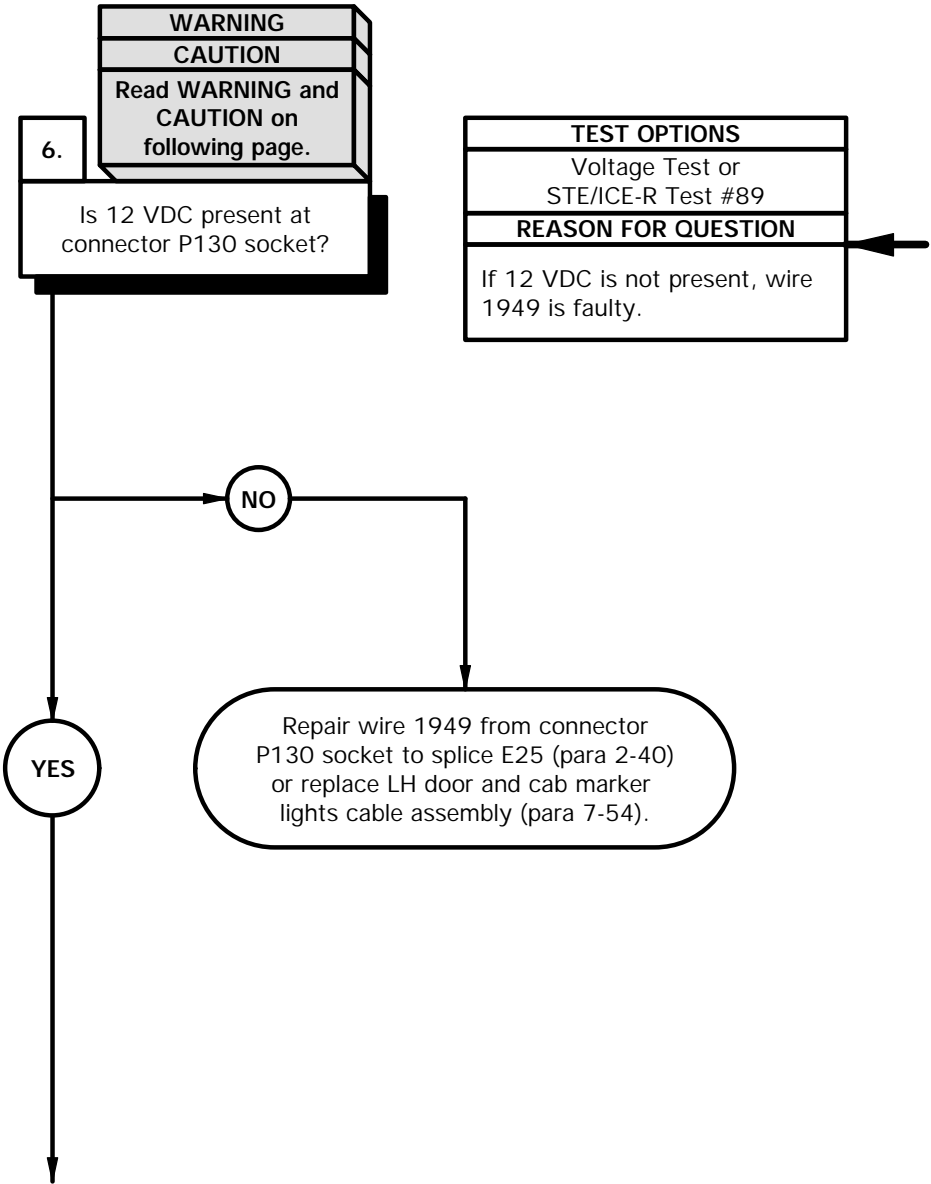 WARNING
CAUTION
Read WARNING and
CAUTION on
following page.
6.
Is 12 VDC present at
connector P130 socket?
TEST OPTIONS
Voltage Test or
STE/ICE-R Test #89
REASON FOR QUESTION
If 12 VDC is not present, wire
1949 is faulty.
NO
Repair wire 1949 from connector
P130 socket to splice E25 (para 2-40)
or replace LH door and cab marker
lights cable assembly (para 7-54).
YES